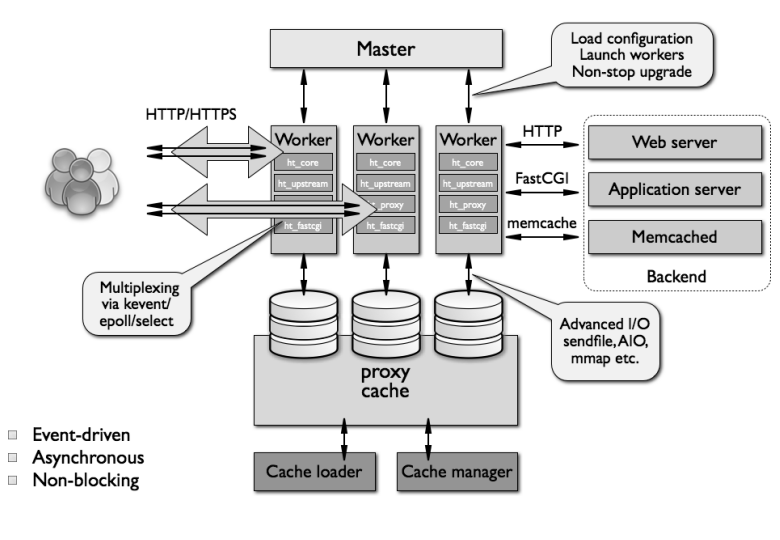 Master
Load configuration
Launch workers
Non-stop upgrade
HTTP/HTTPS
Worker
ht_core
ht_upstream
ht_fastcgi
Worker
ht_core
ht_upstream
t_proxy
ht_fastcgi
Worker
ht_core
ht_upstream
ht_proxy
ht_fastcgi
HTTP
FastCGI
memcache
Web server
Application server
Memcached
Backend
Multiplexing
via kevent/
epoll/select
Advanced I/O
sendfile, AIO,
mmap etc.
proxy
cache
Cache loader
Cache manager
Event-driven
Asynchronous
Non-blocking